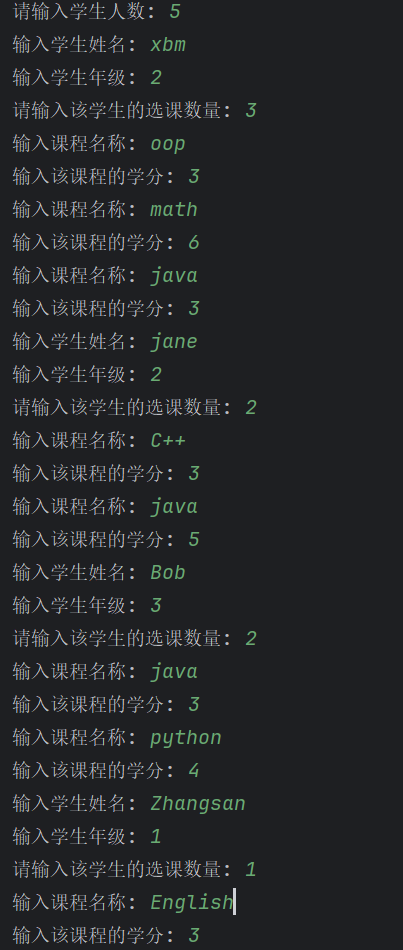 请输入学生人数: 5
输入学生姓名: xbm
输入学生年级: 2
请输入该学生的选课数量: 3
输入课程名称: oop
输入该课程的学分: 3
输入课程名称: math
输入该课程的学分: 6
输入课程名称: java
输入该课程的学分: 3
输入学生姓名: jane
输入学生年级: 2
请输入该学生的选课数量: 2
输入课程名称: C++
输入该课程的学分: 3
输入课程名称: java
输入该课程的学分: 5
输入学生姓名: Bob
输入学生年级: 3
请输入该学生的选课数量: 2
输入课程名称: java
输入该课程的学分: 3
输入课程名称: python
输入该课程的学分: 4
输入学生姓名: Zhangsan
输入学生年级: 1
请输入该学生的选课数量: 1
输入课程名称: English
输入该课程的学分: 3